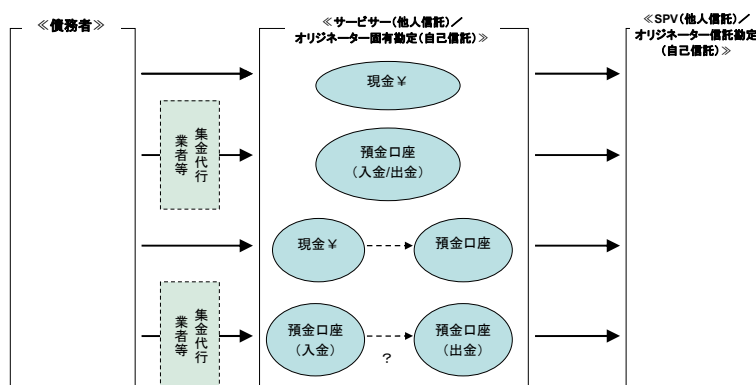 ≪債務者≫
≪サービサー(他人信託)／
オリジネーター固有勘定(自己信託)≫
≪SPV(他人信託)／
オリジネーター信託勘定
(自己信託)≫
現金￥
集金代行
業者等
預金口座
(入金/出金)
現金￥
預金口座
集金代行
業者等
預金口座
(入金)
?
預金口座
(出金)